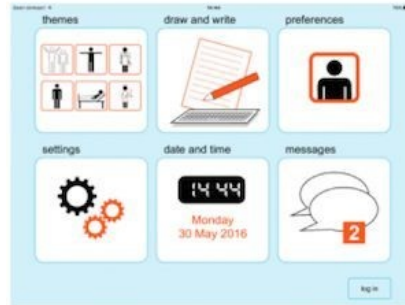 themes
draw and write
preferences
settings
date and time
messages
14 44
Monday
30 May 2016
2
log in